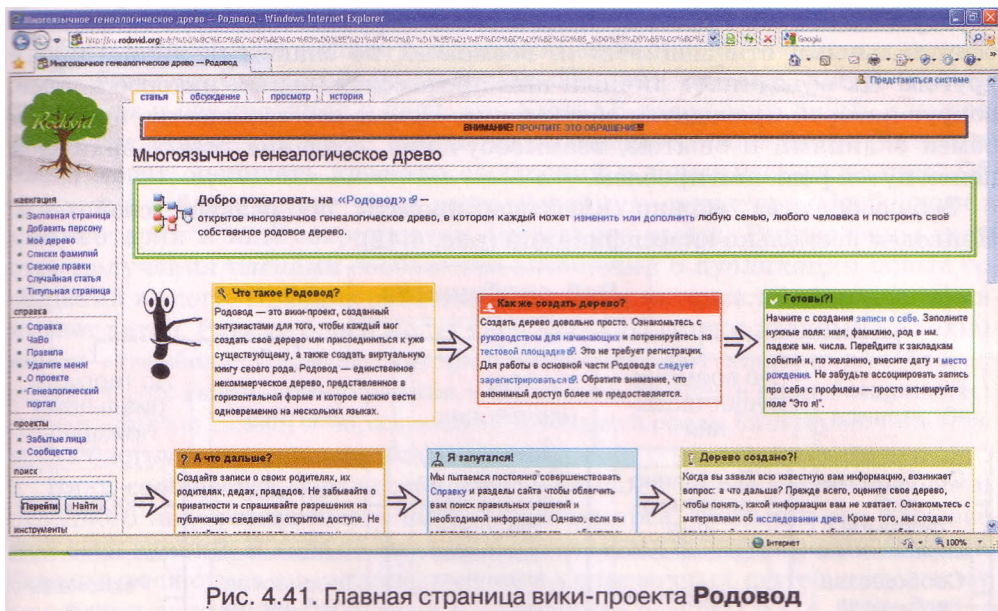 Многоязычное генеалогическое древо — Родовод - Windows Internet Explorer
rodovid.org
Google
Многоязычное генеалогическое древо — Родовод
Представиться системе
Rodovid
статья обсуждение просмотр история
ВНИМАНИЕ! ПРОЧТИТЕ ЭТО ОБРАЩЕНИЕ!!!
Многоязычное генеалогическое древо
Добро пожаловать на «Родовод» –
открытое многоязычное генеалогическое древо, в котором каждый может изменить или дополнить любую семью, любого человека и построить своё
собственное родовое дерево.
навигация
Заглавная страница
Добавить персону
Моё дерево
Списки фамилий
Свежие правки
Случайная статья
Титульная страница
справка
Справка
ЧаВо
Правила
Удалите меня!
О проекте
Генеалогический
портал
проекты
Забытые лица
Сообщество
поиск
Перейти Найти
инструменты
Что такое Родовод?
Родовод — это вики-проект, созданный
энтузиастами для того, чтобы каждый мог
создать своё дерево или присоединиться к уже
существующему, а также создать виртуальную
книгу своего рода. Родовод — единственное
некоммерческое дерево, представленное в
горизонтальной форме и которое можно вести
одновременно на нескольких языках.
Как же создать дерево?
Создать дерево довольно просто. Ознакомьтесь с
руководством для начинающих и потренируйтесь на
тестовой площадке. Это не требует регистрации.
Для работы в основной части Родовода следует
зарегистрироваться. Обратите внимание, что
анонимный доступ более не предоставляется.
Готовы?!
Начните с создания записи о себе. Заполните
нужные поля: имя, фамилию, род в им.
падеже мн. числа. Перейдите к закладкам
событий и, по желанию, внесите дату и место
рождения. Не забудьте ассоциировать запись
про себя с профилем — просто активируйте
поле "Это я!".
А что дальше?
Создайте записи о своих родителях, их
родителях, дедах, прадедов. Не забывайте о
приватности и спрашивайте разрешения на
публикацию сведений в открытом доступе. Не
Я запутался!
Мы пытаемся постоянно совершенствовать
Справку и разделы сайта чтобы облегчить
вам поиск правильных решений и
необходимой информации. Однако, если вы
Дерево создано?!
Когда вы завели всю известную вам информацию, возникает
вопрос: а что дальше? Прежде всего, оцените свое дерево,
чтобы понять, какой информации вам не хватает. Ознакомьтесь с
материалами об исследовании древ. Кроме того, мы создали
Интернет 100%
Рис. 4.41. Главная страница вики-проекта Родовод